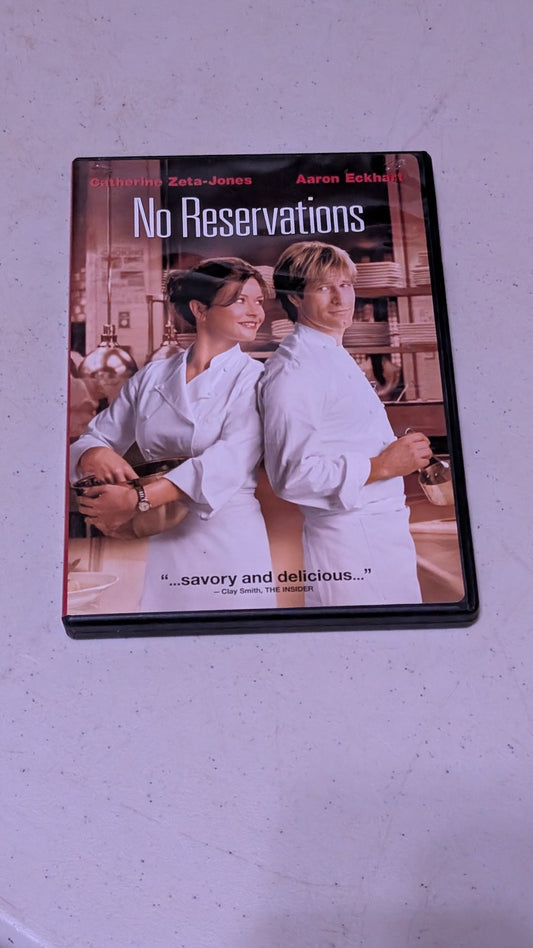 Catherine Zeta-Jones Aaron Eckhart
No Reservations
“...savory and delicious...”
– Clay Smith, THE INSIDER